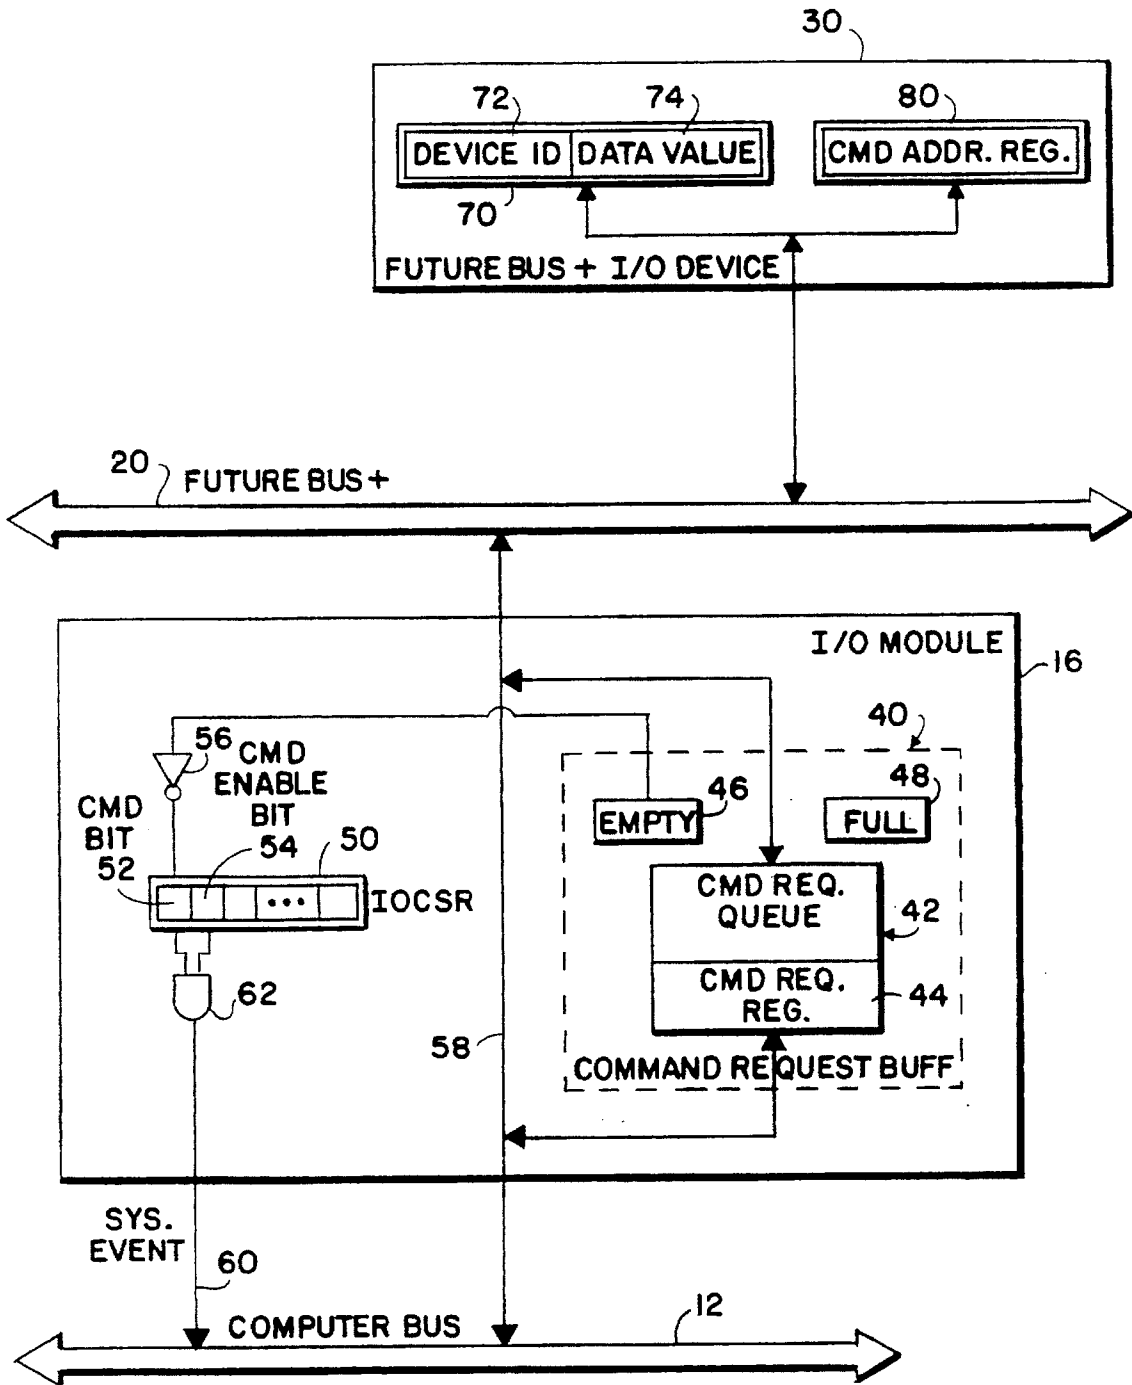 30
72
74
80
DEVICE ID
DATA VALUE
CMD ADDR. REG.
70
FUTURE BUS + I/O DEVICE
20
FUTURE BUS +
I/O MODULE
16
40
56
CMD
ENABLE
BIT
46
48
CMD
BIT
EMPTY
FULL
52
54
50
IOCSR
CMD REQ.
QUEUE
42
62
CMD REQ.
REG.
44
58
COMMAND REQUEST BUFF
SYS.
EVENT
60
COMPUTER BUS
12